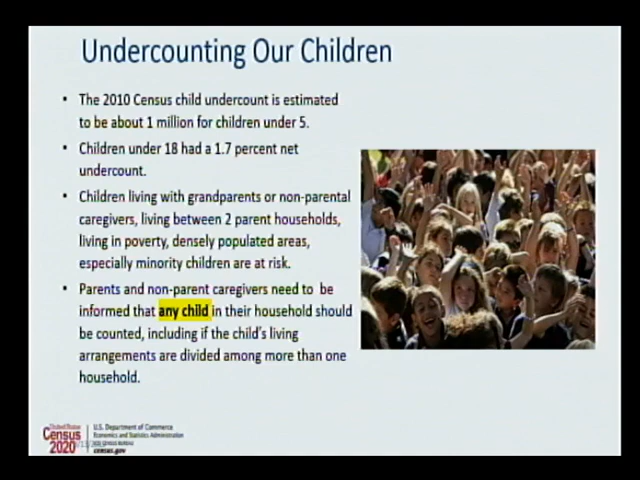 Undercounting Our Children
• The 2010 Census child undercount is estimated
to be about 1 million for children under 5.
• Children under 18 had a 1.7 percent net
undercount.
• Children living with grandparents or non-parental
caregivers, living between 2 parent households,
living in poverty, densely populated areas,
especially minority children are at risk.
• Parents and non-parent caregivers need to be
informed that any child in their household should
be counted, including if the child's living
arrangements are divided among more than one
household.
United States
Census
2020
U.S. Department of Commerce
Economics and Statistics Administration
U.S. CENSUS BUREAU
census.gov